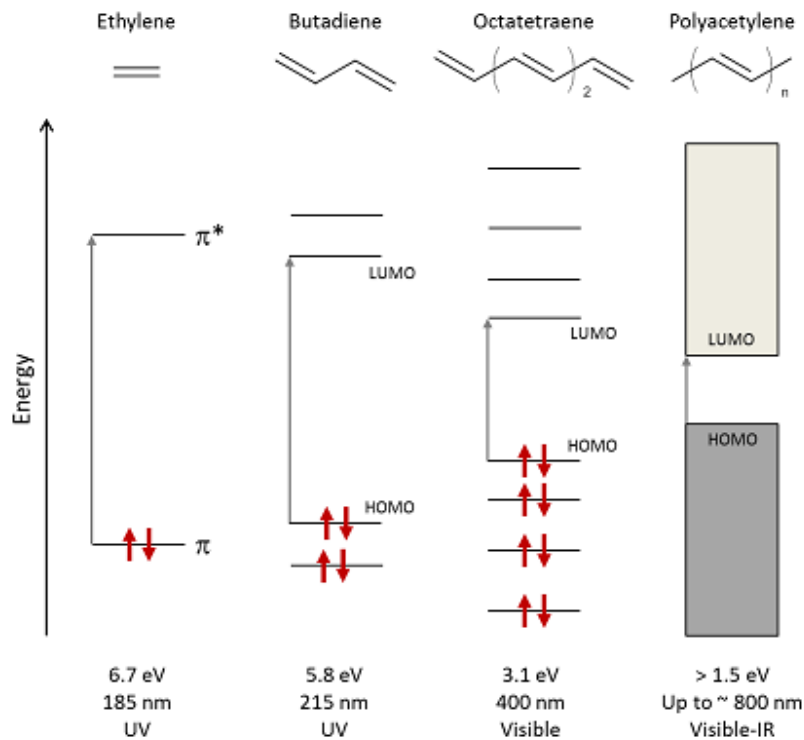 Ethylene
Butadiene
Octatetraene
Polyacetylene
2
n
Energy
π*
π
LUMO
HOMO
LUMO
HOMO
LUMO
HOMO
6.7 eV
185 nm
UV
5.8 eV
215 nm
UV
3.1 eV
400 nm
Visible
> 1.5 eV
Up to ~ 800 nm
Visible-IR